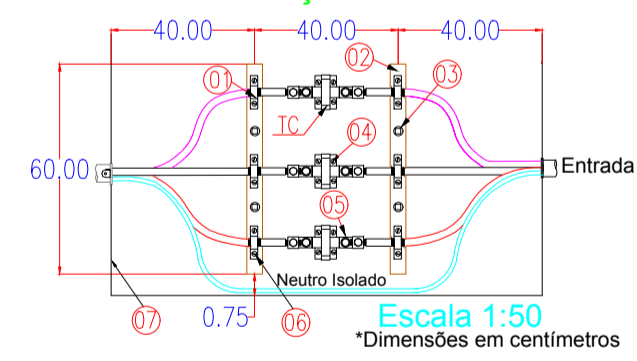 40.00 40.00 40.00
02
01 03
TC 04
60.00 Entrada
05
Neutro Isolado
07 0.75 06 Escala 1:50
*Dimensões em centímetros